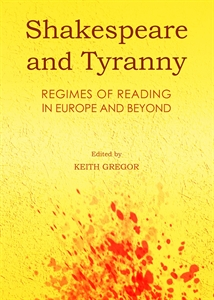 Shakespeare
and Tyranny
REGIMES OF READING
IN EUROPE AND BEYOND
Edited by
KEITH GREGOR